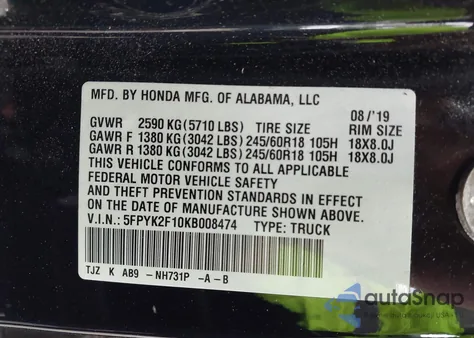 MFD. BY HONDA MFG. OF ALABAMA, LLC
GVWR 2590 KG(5710 LBS) TIRE SIZE 08/'19 RIM SIZE
GAWR F 1380 KG(3042 LBS) 245/60R18 105H 18X8.0J
GAWR R 1380 KG(3042 LBS) 245/60R18 105H 18X8.0J
THIS VEHICLE CONFORMS TO ALL APPLICABLE
FEDERAL MOTOR VEHICLE SAFETY
AND THEFT PREVENTION STANDARDS IN EFFECT
ON THE DATE OF MANUFACTURE SHOWN ABOVE.
V.I.N.: 5FPYK2F10KB008474 TYPE: TRUCK
TJZ K AB9 -NH731P -A-B
autoSnap